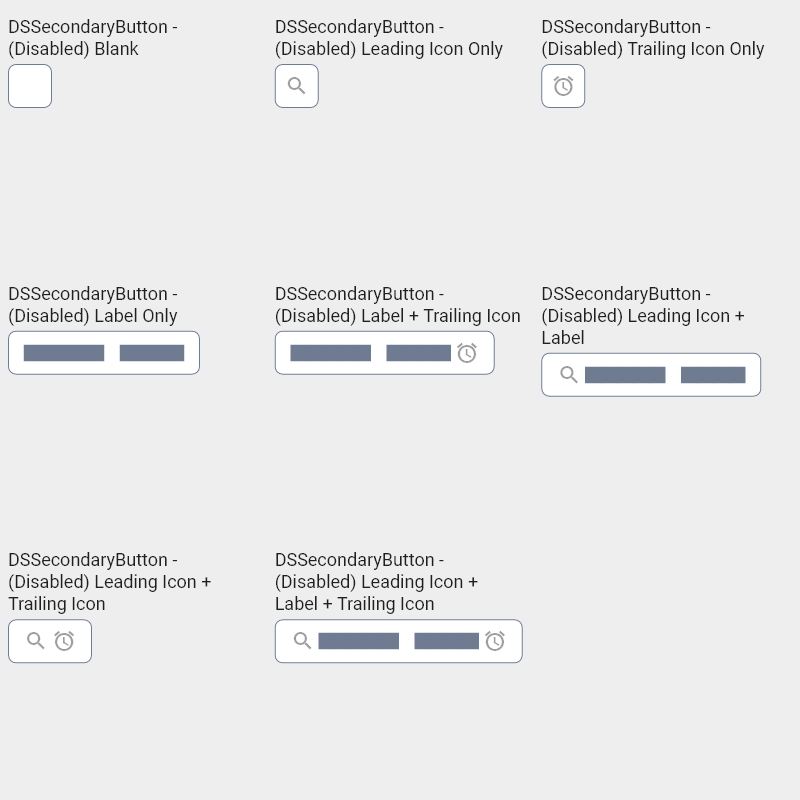 DSSecondaryButton -
(Disabled) Blank
DSSecondaryButton -
(Disabled) Leading Icon Only
DSSecondaryButton -
(Disabled) Trailing Icon Only
DSSecondaryButton -
(Disabled) Label Only
DSSecondaryButton -
(Disabled) Label + Trailing Icon
DSSecondaryButton -
(Disabled) Leading Icon +
Label
DSSecondaryButton -
(Disabled) Leading Icon +
Trailing Icon
DSSecondaryButton -
(Disabled) Leading Icon +
Label + Trailing Icon